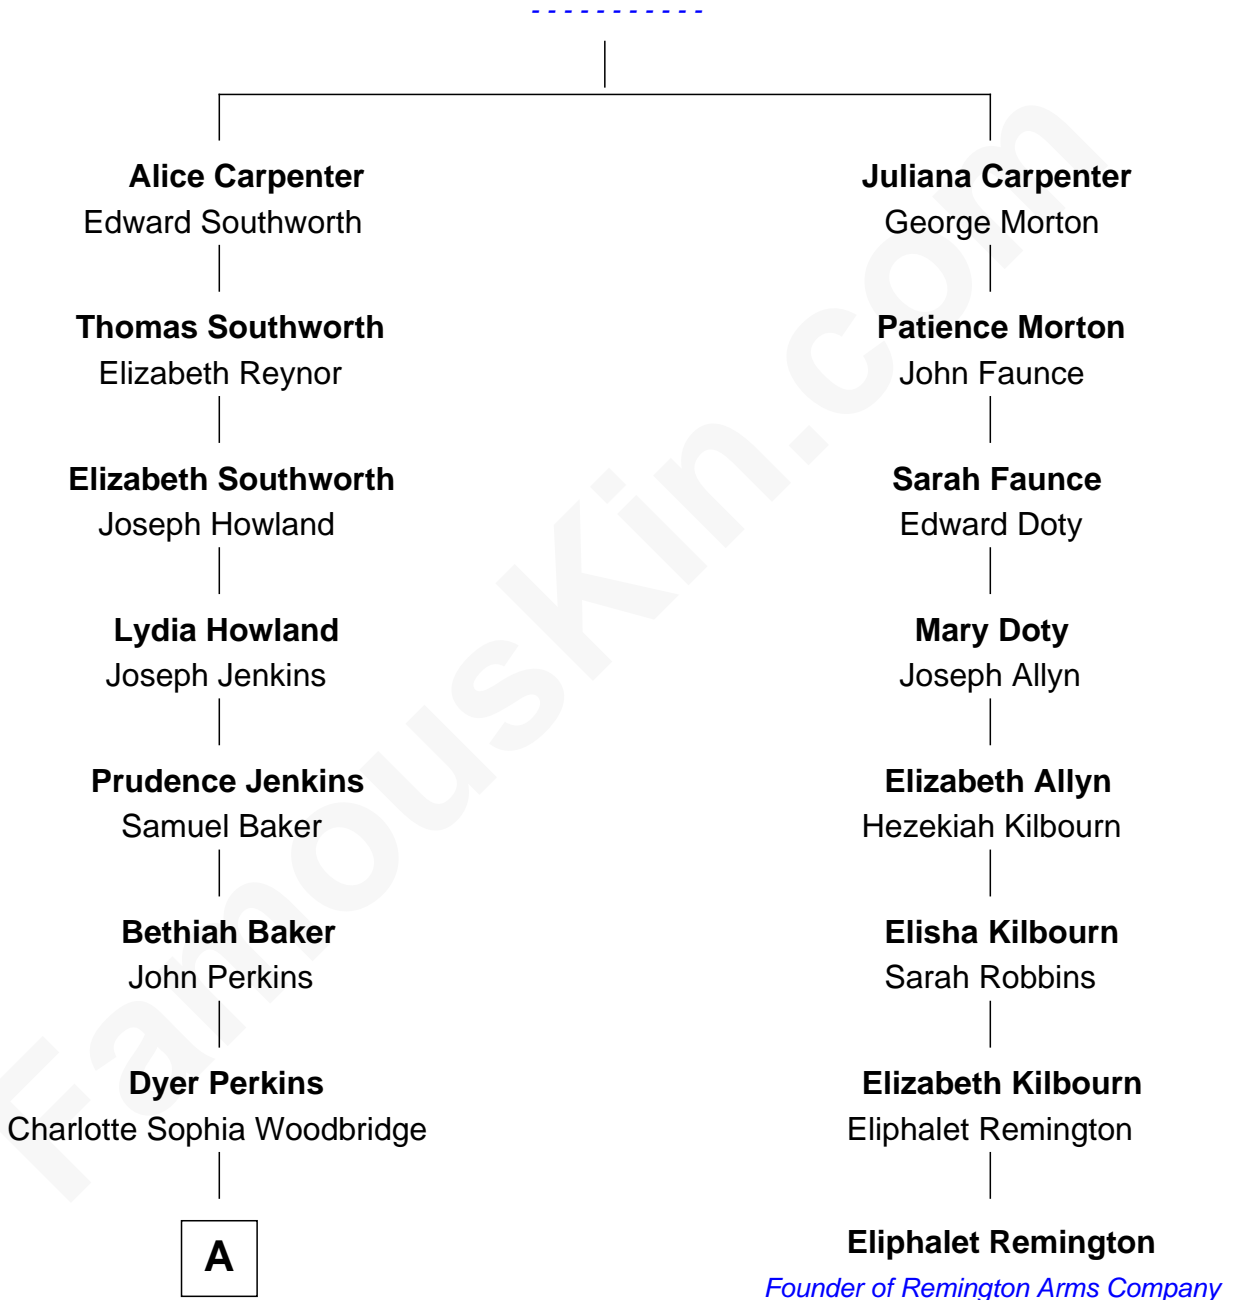 - - - - - - - - - - -
Alice Carpenter
Edward Southworth
Thomas Southworth
Elizabeth Reynor
Elizabeth Southworth
Joseph Howland
Lydia Howland
Joseph Jenkins
Prudence Jenkins
Samuel Baker
Bethiah Baker
John Perkins
Dyer Perkins
Charlotte Sophia Woodbridge
A
Juliana Carpenter
George Morton
Patience Morton
John Faunce
Sarah Faunce
Edward Doty
Mary Doty
Joseph Allyn
Elizabeth Allyn
Hezekiah Kilbourn
Elisha Kilbourn
Sarah Robbins
Elizabeth Kilbourn
Eliphalet Remington
Eliphalet Remington
Founder of Remington Arms Company
FamousKin.com